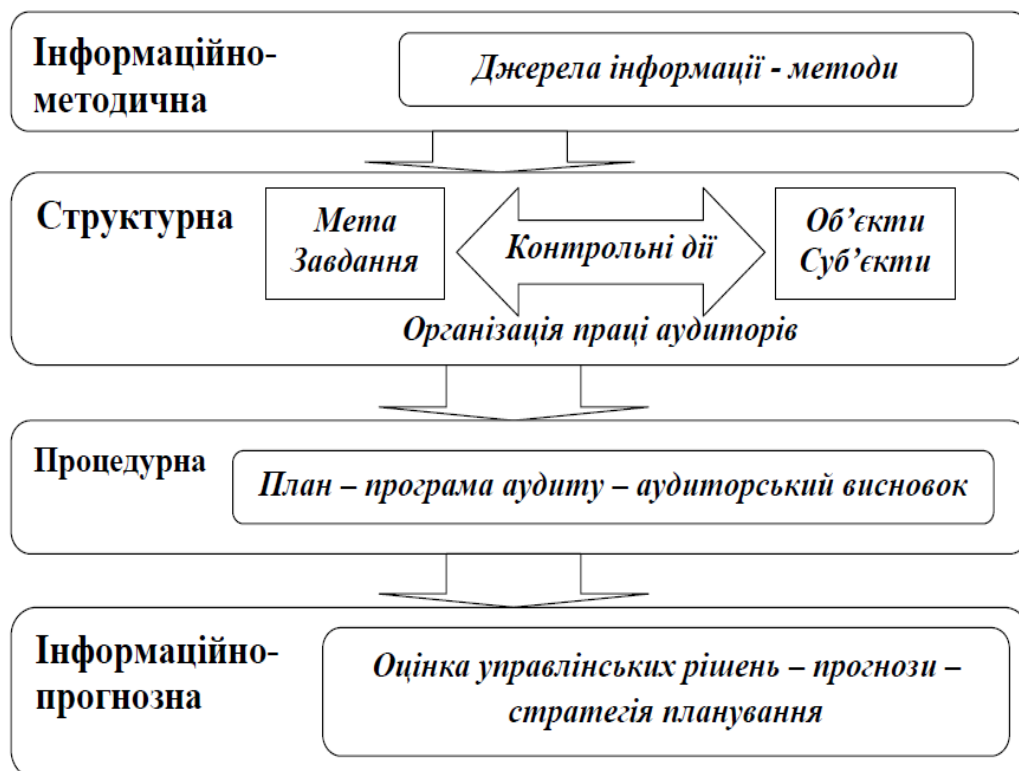 Інформаційно-
методична
Джерела інформації - методи
Структурна
Мета
Завдання
Контрольні дії
Об’єкти
Суб’єкти
Організація праці аудиторів
Процедурна
План – програма аудиту – аудиторський висновок
Інформаційно-
прогнозна
Оцінка управлінських рішень – прогнози –
стратегія планування